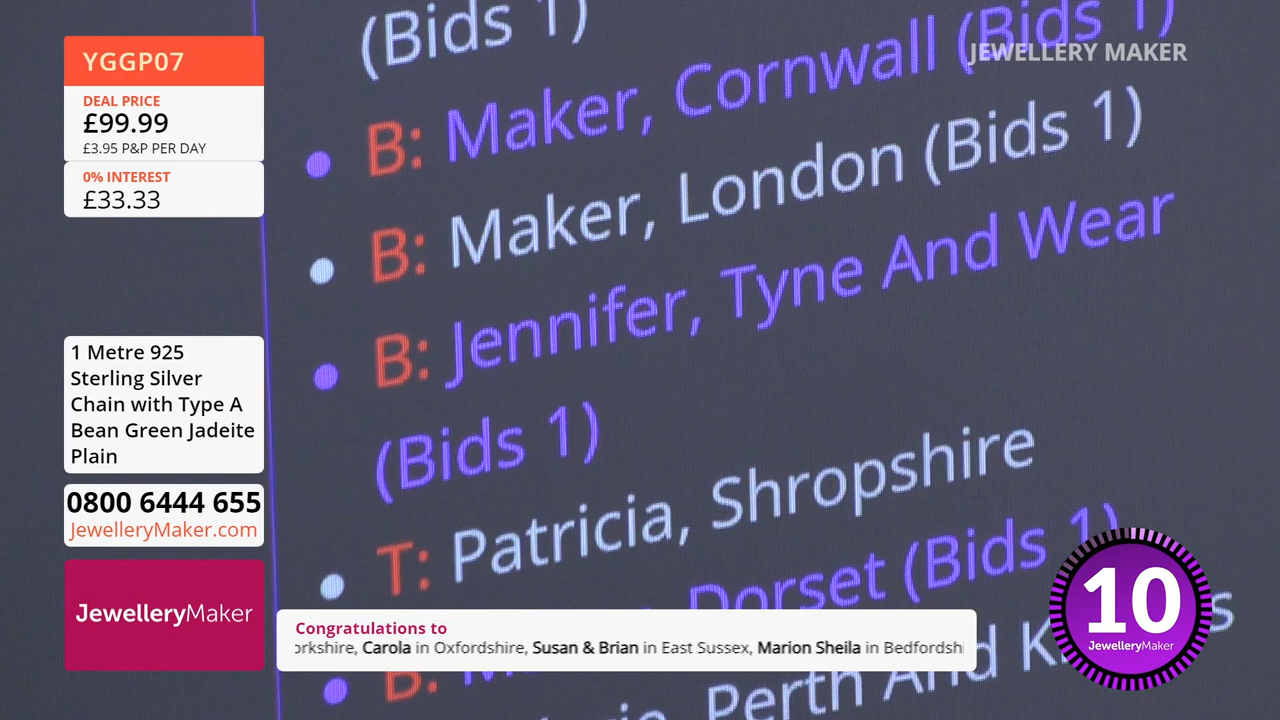 YGGP07
DEAL PRICE
£99.99
£3.95 P&P PER DAY
0% INTEREST
£33.33
1 Metre 925
Sterling Silver
Chain with Type A
Bean Green Jadeite
Plain
0800 6444 655
JewelleryMaker.com
JewelleryMaker
JEWELLERY MAKER
(Bids 1)
B: Maker, Cornwall (Bids 1)
B: Maker, London (Bids 1)
B: Jennifer, Tyne And Wear
(Bids 1)
T: Patricia, Shropshire
Dorset (Bids 1)
B:
Perth And
Congratulations to
orkshire, Carola in Oxfordshire, Susan & Brian in East Sussex, Marion Sheila in Bedfordshi
10
JewelleryMaker